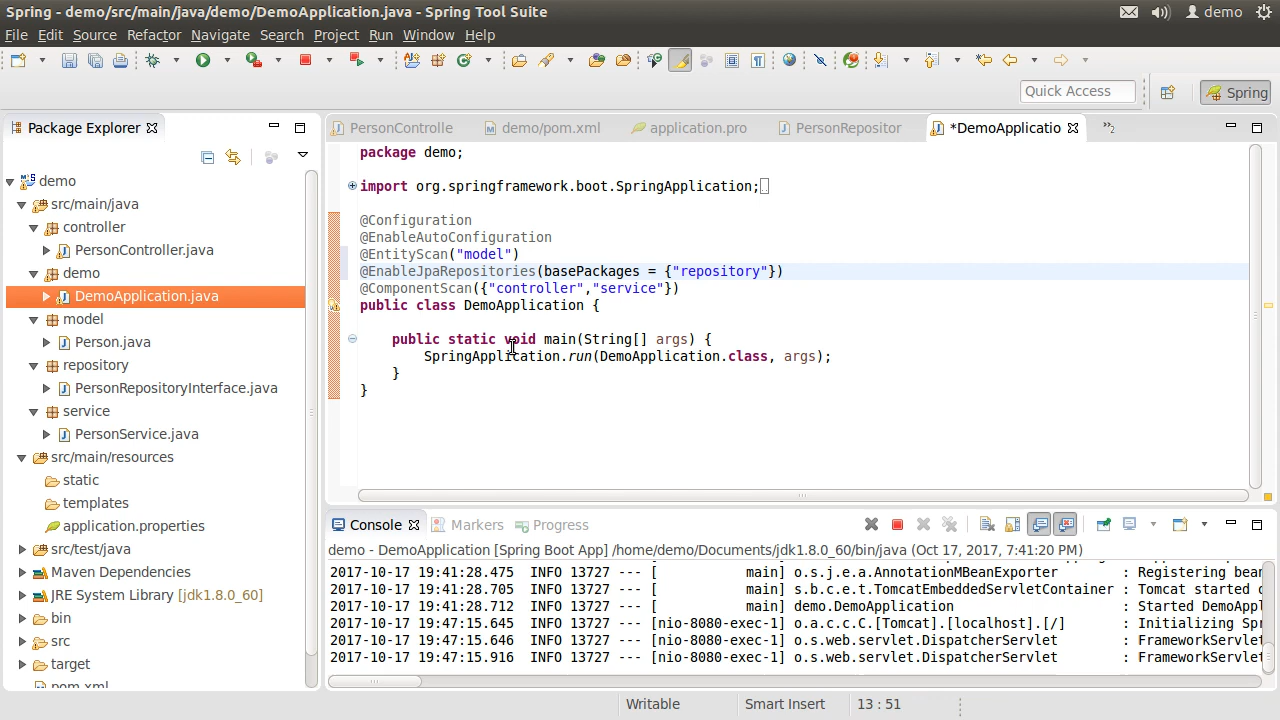 Spring - demo/src/main/java/demo/DemoApplication.java - Spring Tool Suite
demo
File Edit Source Refactor Navigate Search Project Run Window Help
Quick Access
Spring
Package Explorer
demo
src/main/java
controller
PersonController.java
demo
DemoApplication.java
model
Person.java
repository
PersonRepositoryInterface.java
service
PersonService.java
src/main/resources
static
templates
application.properties
src/test/java
Maven Dependencies
JRE System Library [jdk1.8.0_60]
bin
src
target
pom.xml
PersonControlle demo/pom.xml application.pro PersonRepositor *DemoApplicatio »2
package demo;
import org.springframework.boot.SpringApplication;
@Configuration
@EnableAutoConfiguration
@EntityScan("model")
@EnableJpaRepositories(basePackages = {"repository"})
@ComponentScan({"controller","service"})
public class DemoApplication {
public static void main(String[] args) {
SpringApplication.run(DemoApplication.class, args);
}
}
Console Markers Progress
demo - DemoApplication [Spring Boot App] /home/demo/Documents/jdk1.8.0_60/bin/java (Oct 17, 2017, 7:41:20 PM)
2017-10-17 19:41:28.475 INFO 13727 --- [ main] o.s.j.e.a.AnnotationMBeanExporter : Registering bean
2017-10-17 19:41:28.705 INFO 13727 --- [ main] s.b.c.e.t.TomcatEmbeddedServletContainer : Tomcat started o
2017-10-17 19:41:28.712 INFO 13727 --- [ main] demo.DemoApplication : Started DemoAppl
2017-10-17 19:47:15.645 INFO 13727 --- [nio-8080-exec-1] o.a.c.c.C.[Tomcat].[localhost].[/] : Initializing Spr
2017-10-17 19:47:15.646 INFO 13727 --- [nio-8080-exec-1] o.s.web.servlet.DispatcherServlet : FrameworkServlet
2017-10-17 19:47:15.916 INFO 13727 --- [nio-8080-exec-1] o.s.web.servlet.DispatcherServlet : FrameworkServlet
Writable Smart Insert 13 : 51